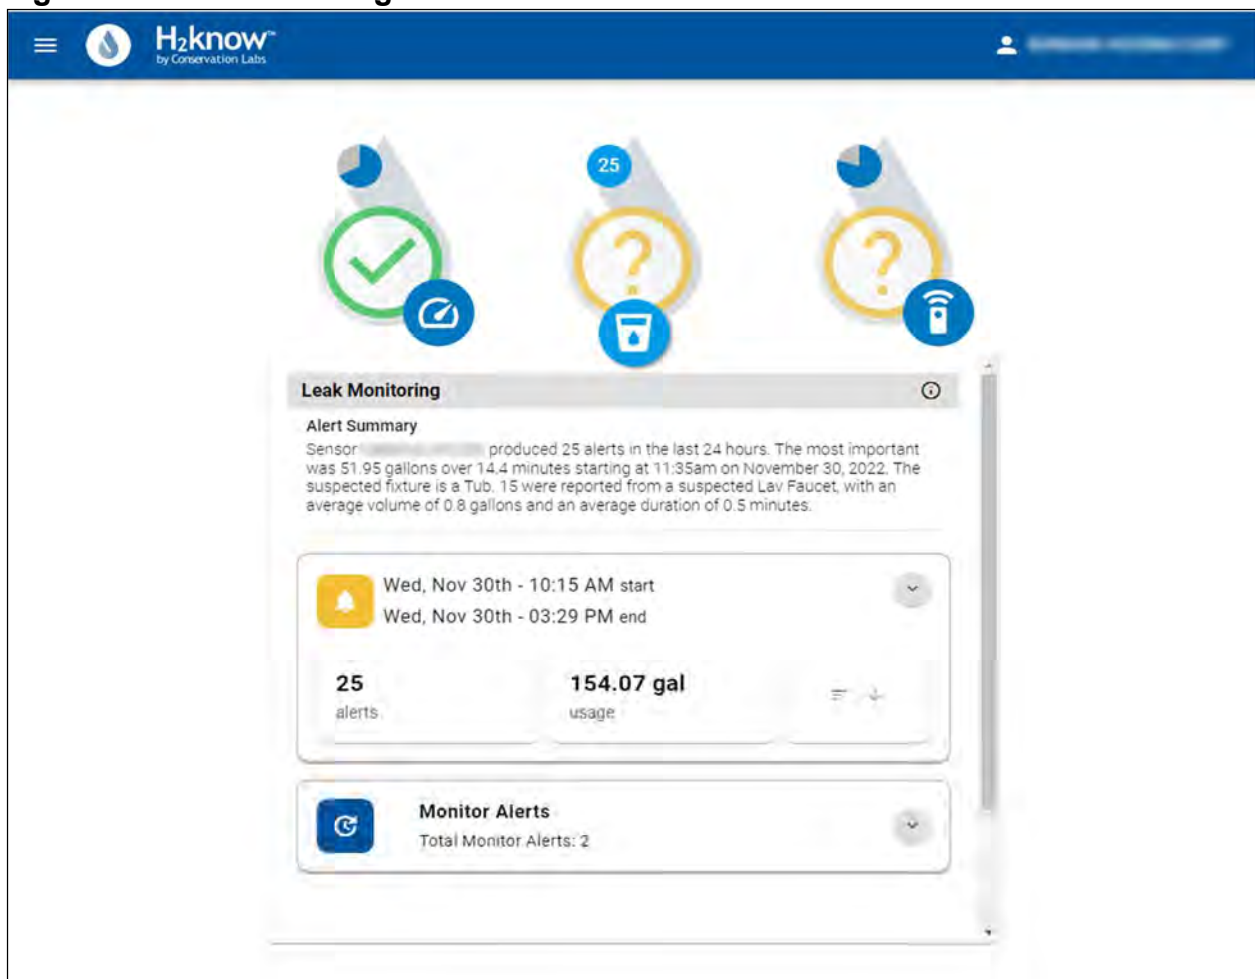 H2know™
by Conservation Labs
25
?
?
Leak Monitoring
Alert Summary
Sensor produced 25 alerts in the last 24 hours. The most important
was 51.95 gallons over 14.4 minutes starting at 11:35am on November 30, 2022. The
suspected fixture is a Tub. 15 were reported from a suspected Lav Faucet, with an
average volume of 0.8 gallons and an average duration of 0.5 minutes.
Wed, Nov 30th - 10:15 AM start
Wed, Nov 30th - 03:29 PM end
25
alerts
154.07 gal
usage
Monitor Alerts
Total Monitor Alerts: 2